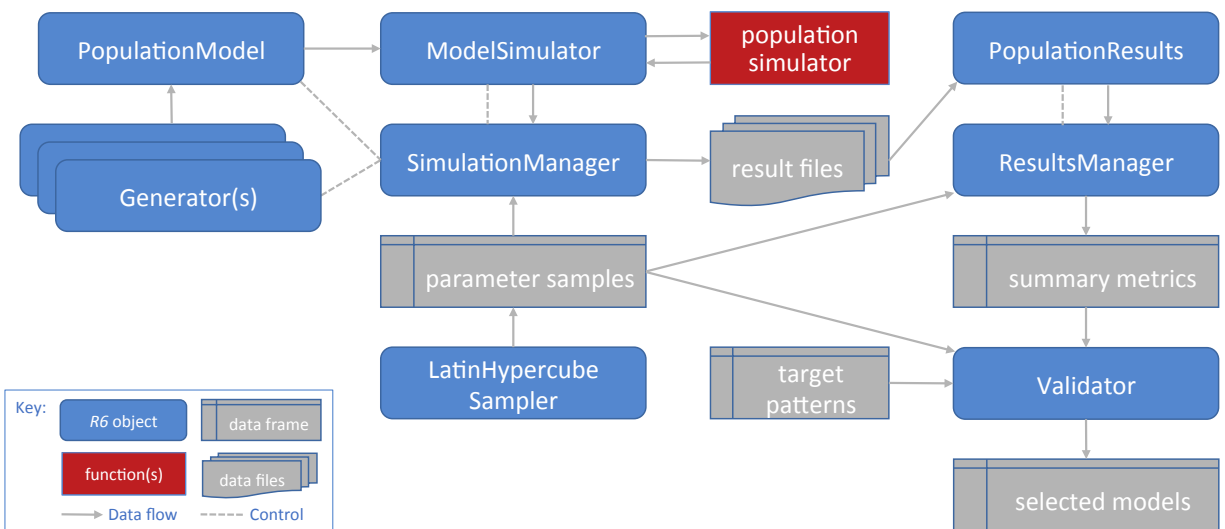 PopulationModel
ModelSimulator
population
simulator
PopulationResults
Generator(s)
SimulationManager
result files
ResultsManager
parameter samples
summary metrics
LatinHypercube
Sampler
target
patterns
Validator
selected models
Key:
R6 object
data frame
function(s)
data files
Data flow
Control